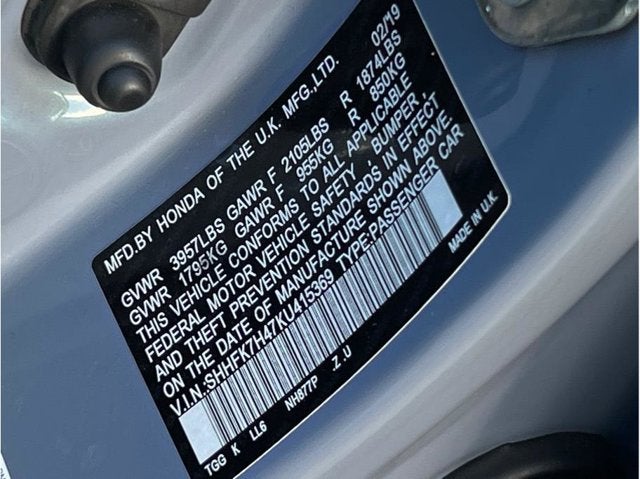 MFD.BY HONDA OF THE U.K. MFG.,LTD. 02/19
GVWR 3957LBS GAWR F 2105LBS R 1874LBS
GVWR 1795KG GAWR F 955KG R 850KG
THIS VEHICLE CONFORMS TO ALL APPLICABLE
FEDERAL MOTOR VEHICLE SAFETY , BUMPER ,
AND THEFT PREVENTION STANDARDS IN EFFECT
ON THE DATE OF MANUFACTURE SHOWN ABOVE.
V.I.N.:SHHFK7H47KU415369 TYPE:PASSENGER CAR
TGG K LL6 NH877P Z.U MADE IN U.K.